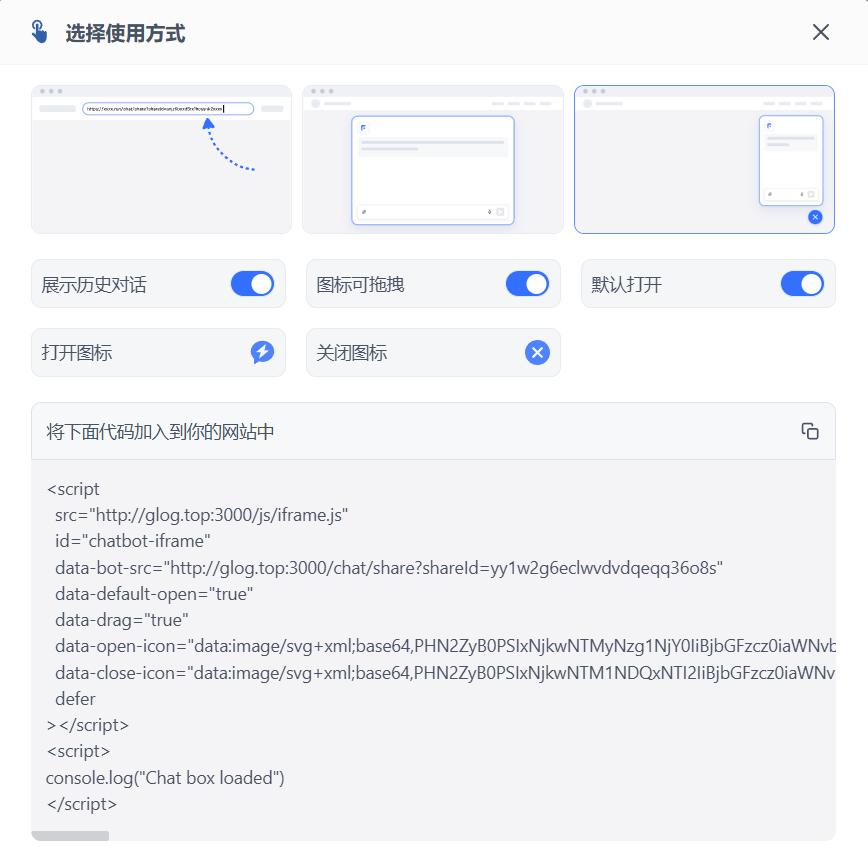 选择使用方式
展示历史对话
图标可拖拽
默认打开
打开图标
关闭图标
将下面代码加入到你的网站中
<script
src="http://glog.top:3000/js/iframe.js"
id="chatbot-iframe"
data-bot-src="http://glog.top:3000/chat/share?shareId=yy1w2g6eclwvdvdqeqq36o8s"
data-default-open="true"
data-drag="true"
data-open-icon="data:image/svg+xml;base64,PHN2ZyB0PSIxNjkwNTMyNzg1NjY0IiBjbGFzcz0iaWNvb
data-close-icon="data:image/svg+xml;base64,PHN2ZyB0PSIxNjkwNTM1NDQxNTI2IiBjbGFzcz0iaWNv
defer
></script>
<script>
console.log("Chat box loaded")
</script>